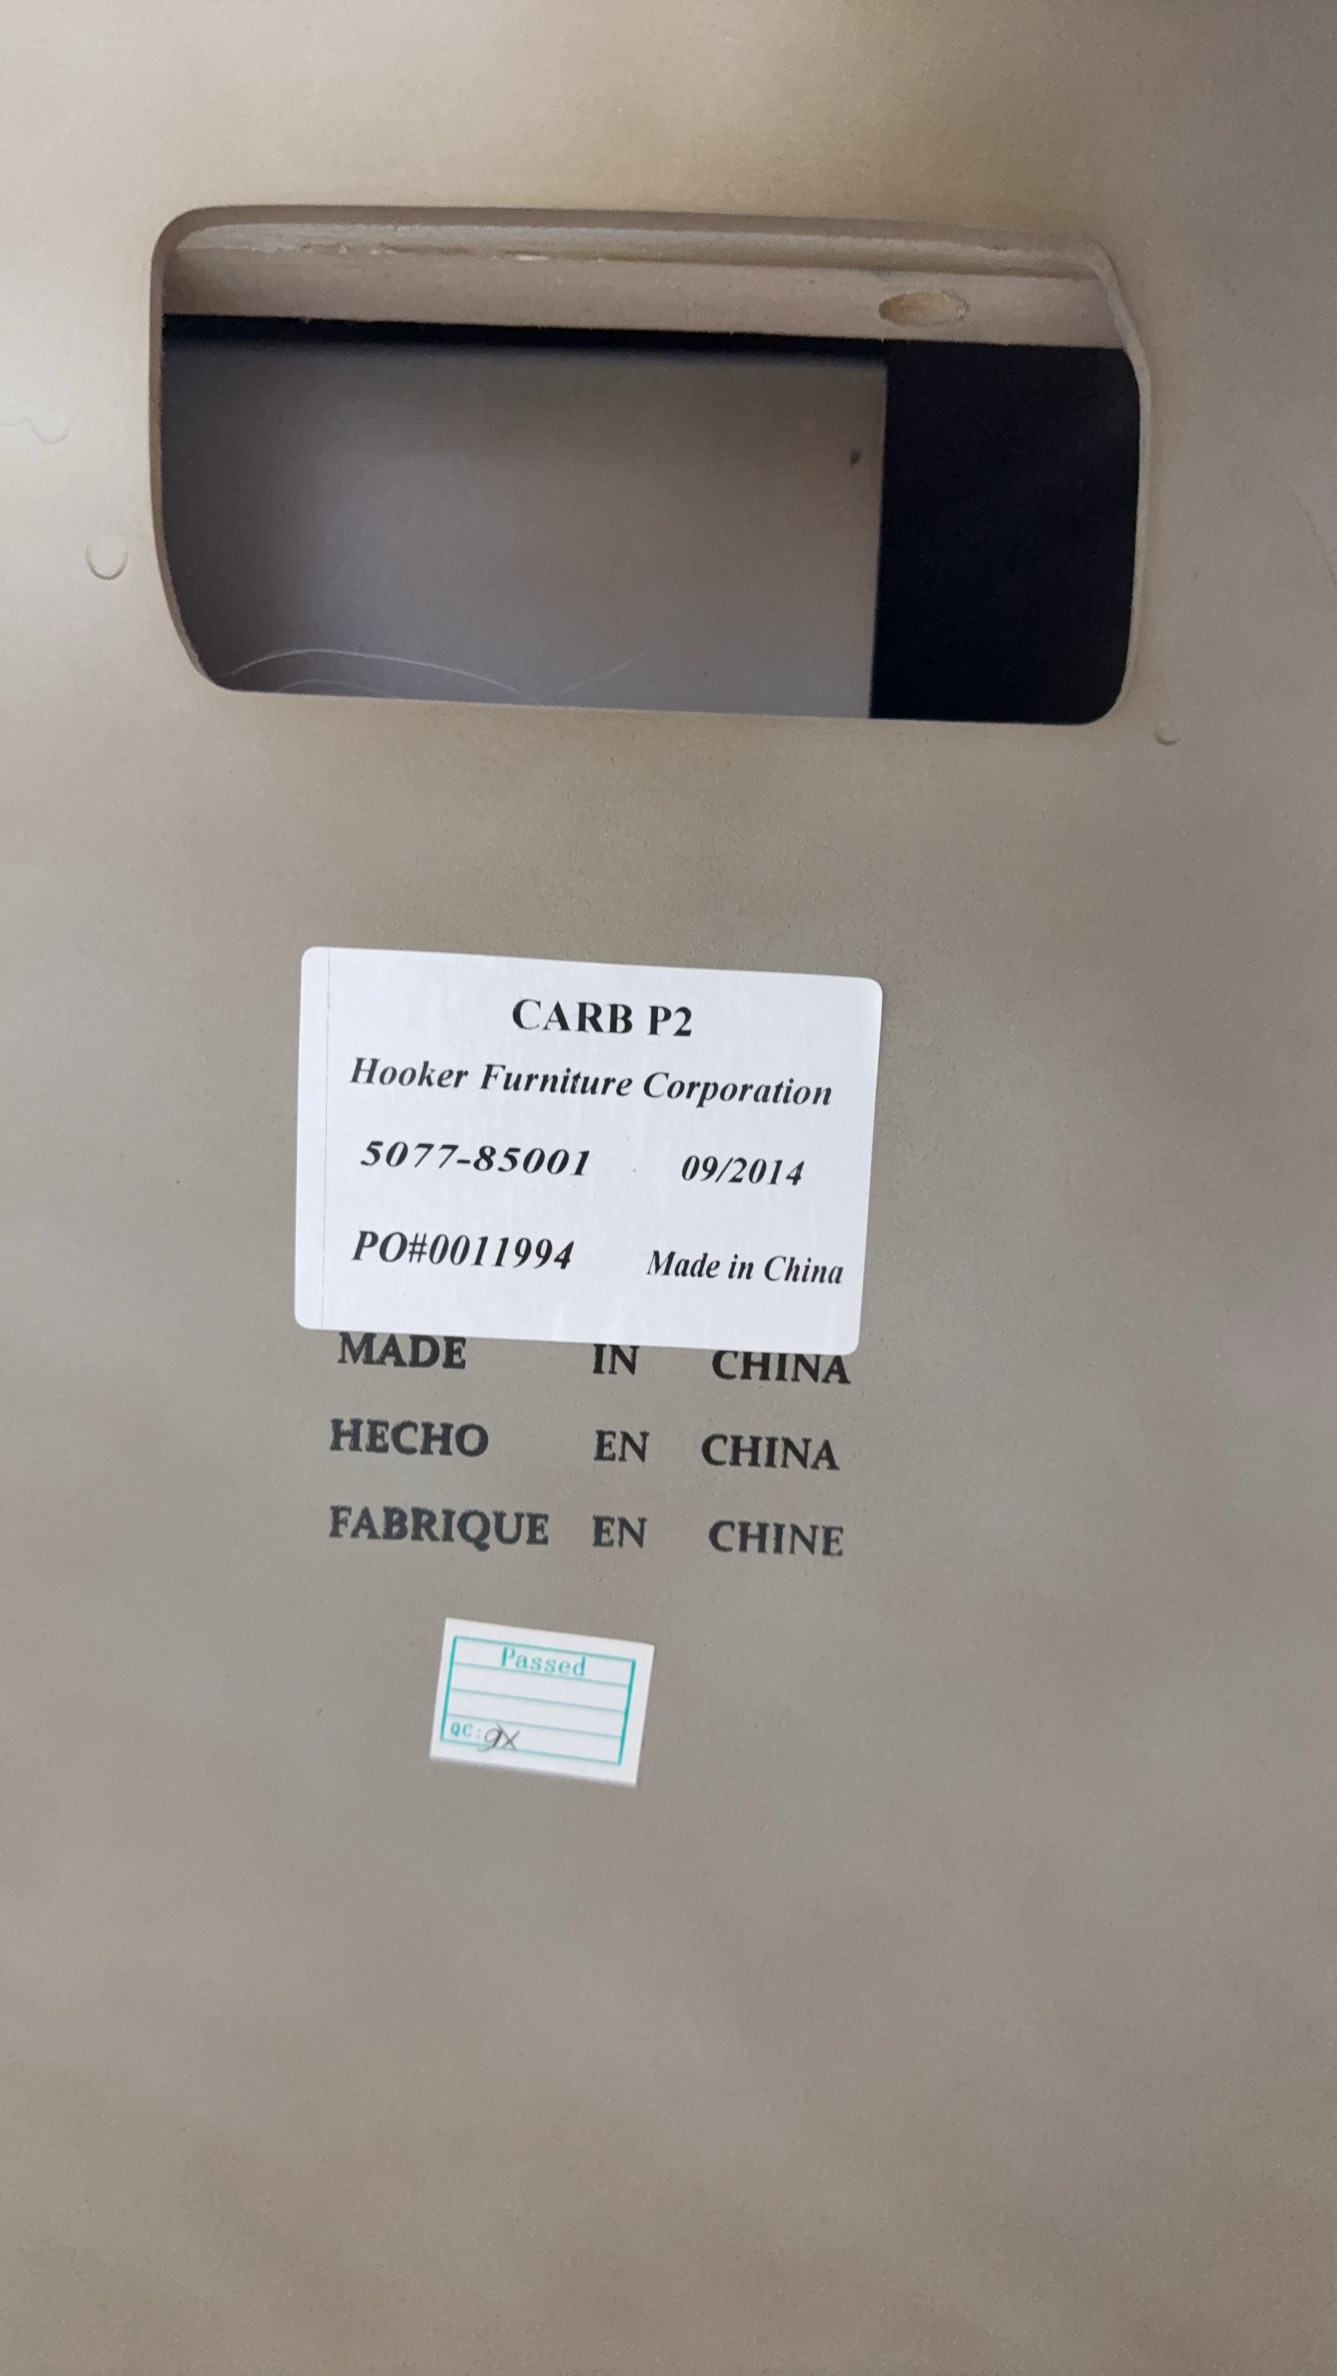 CARB P2
Hooker Furniture Corporation
5077-85001 09/2014
PO#0011994 Made in China
MADE IN CHINA
HECHO EN CHINA
FABRIQUE EN CHINE
Passed
QC: gx